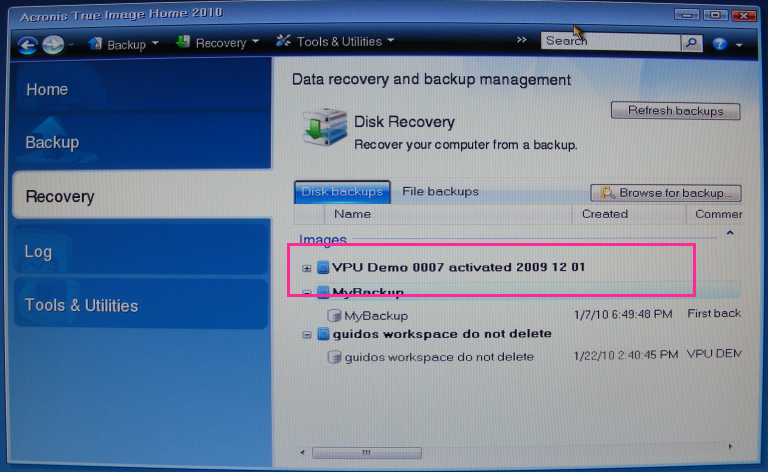 Acronis True Image Home 2010
Backup Recovery Tools & Utilities » Search
Home
Backup
Recovery
Log
Tools & Utilities
Data recovery and backup management
Refresh backups
Disk Recovery
Recover your computer from a backup.
Disk backups File backups Browse for backup...
Name Created Commer
Images
VPU Demo 0007 activated 2009 12 01
MyBackup
MyBackup 1/7/10 6:49:48 PM First back
guidos workspace do not delete
guidos workspace do not delete 1/22/10 2:40:45 PM VPU DEM